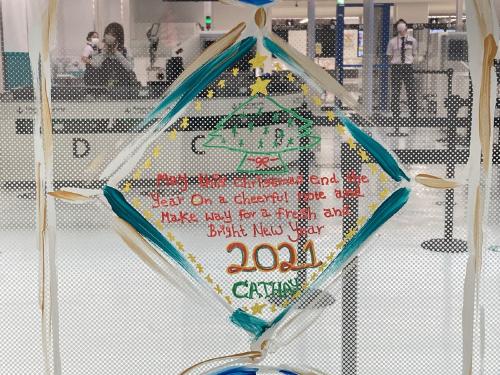 D C D
May this Christmas end the
Year On a cheerful note and
Make way for a fresh and
Bright New Year
2021
CATHAY